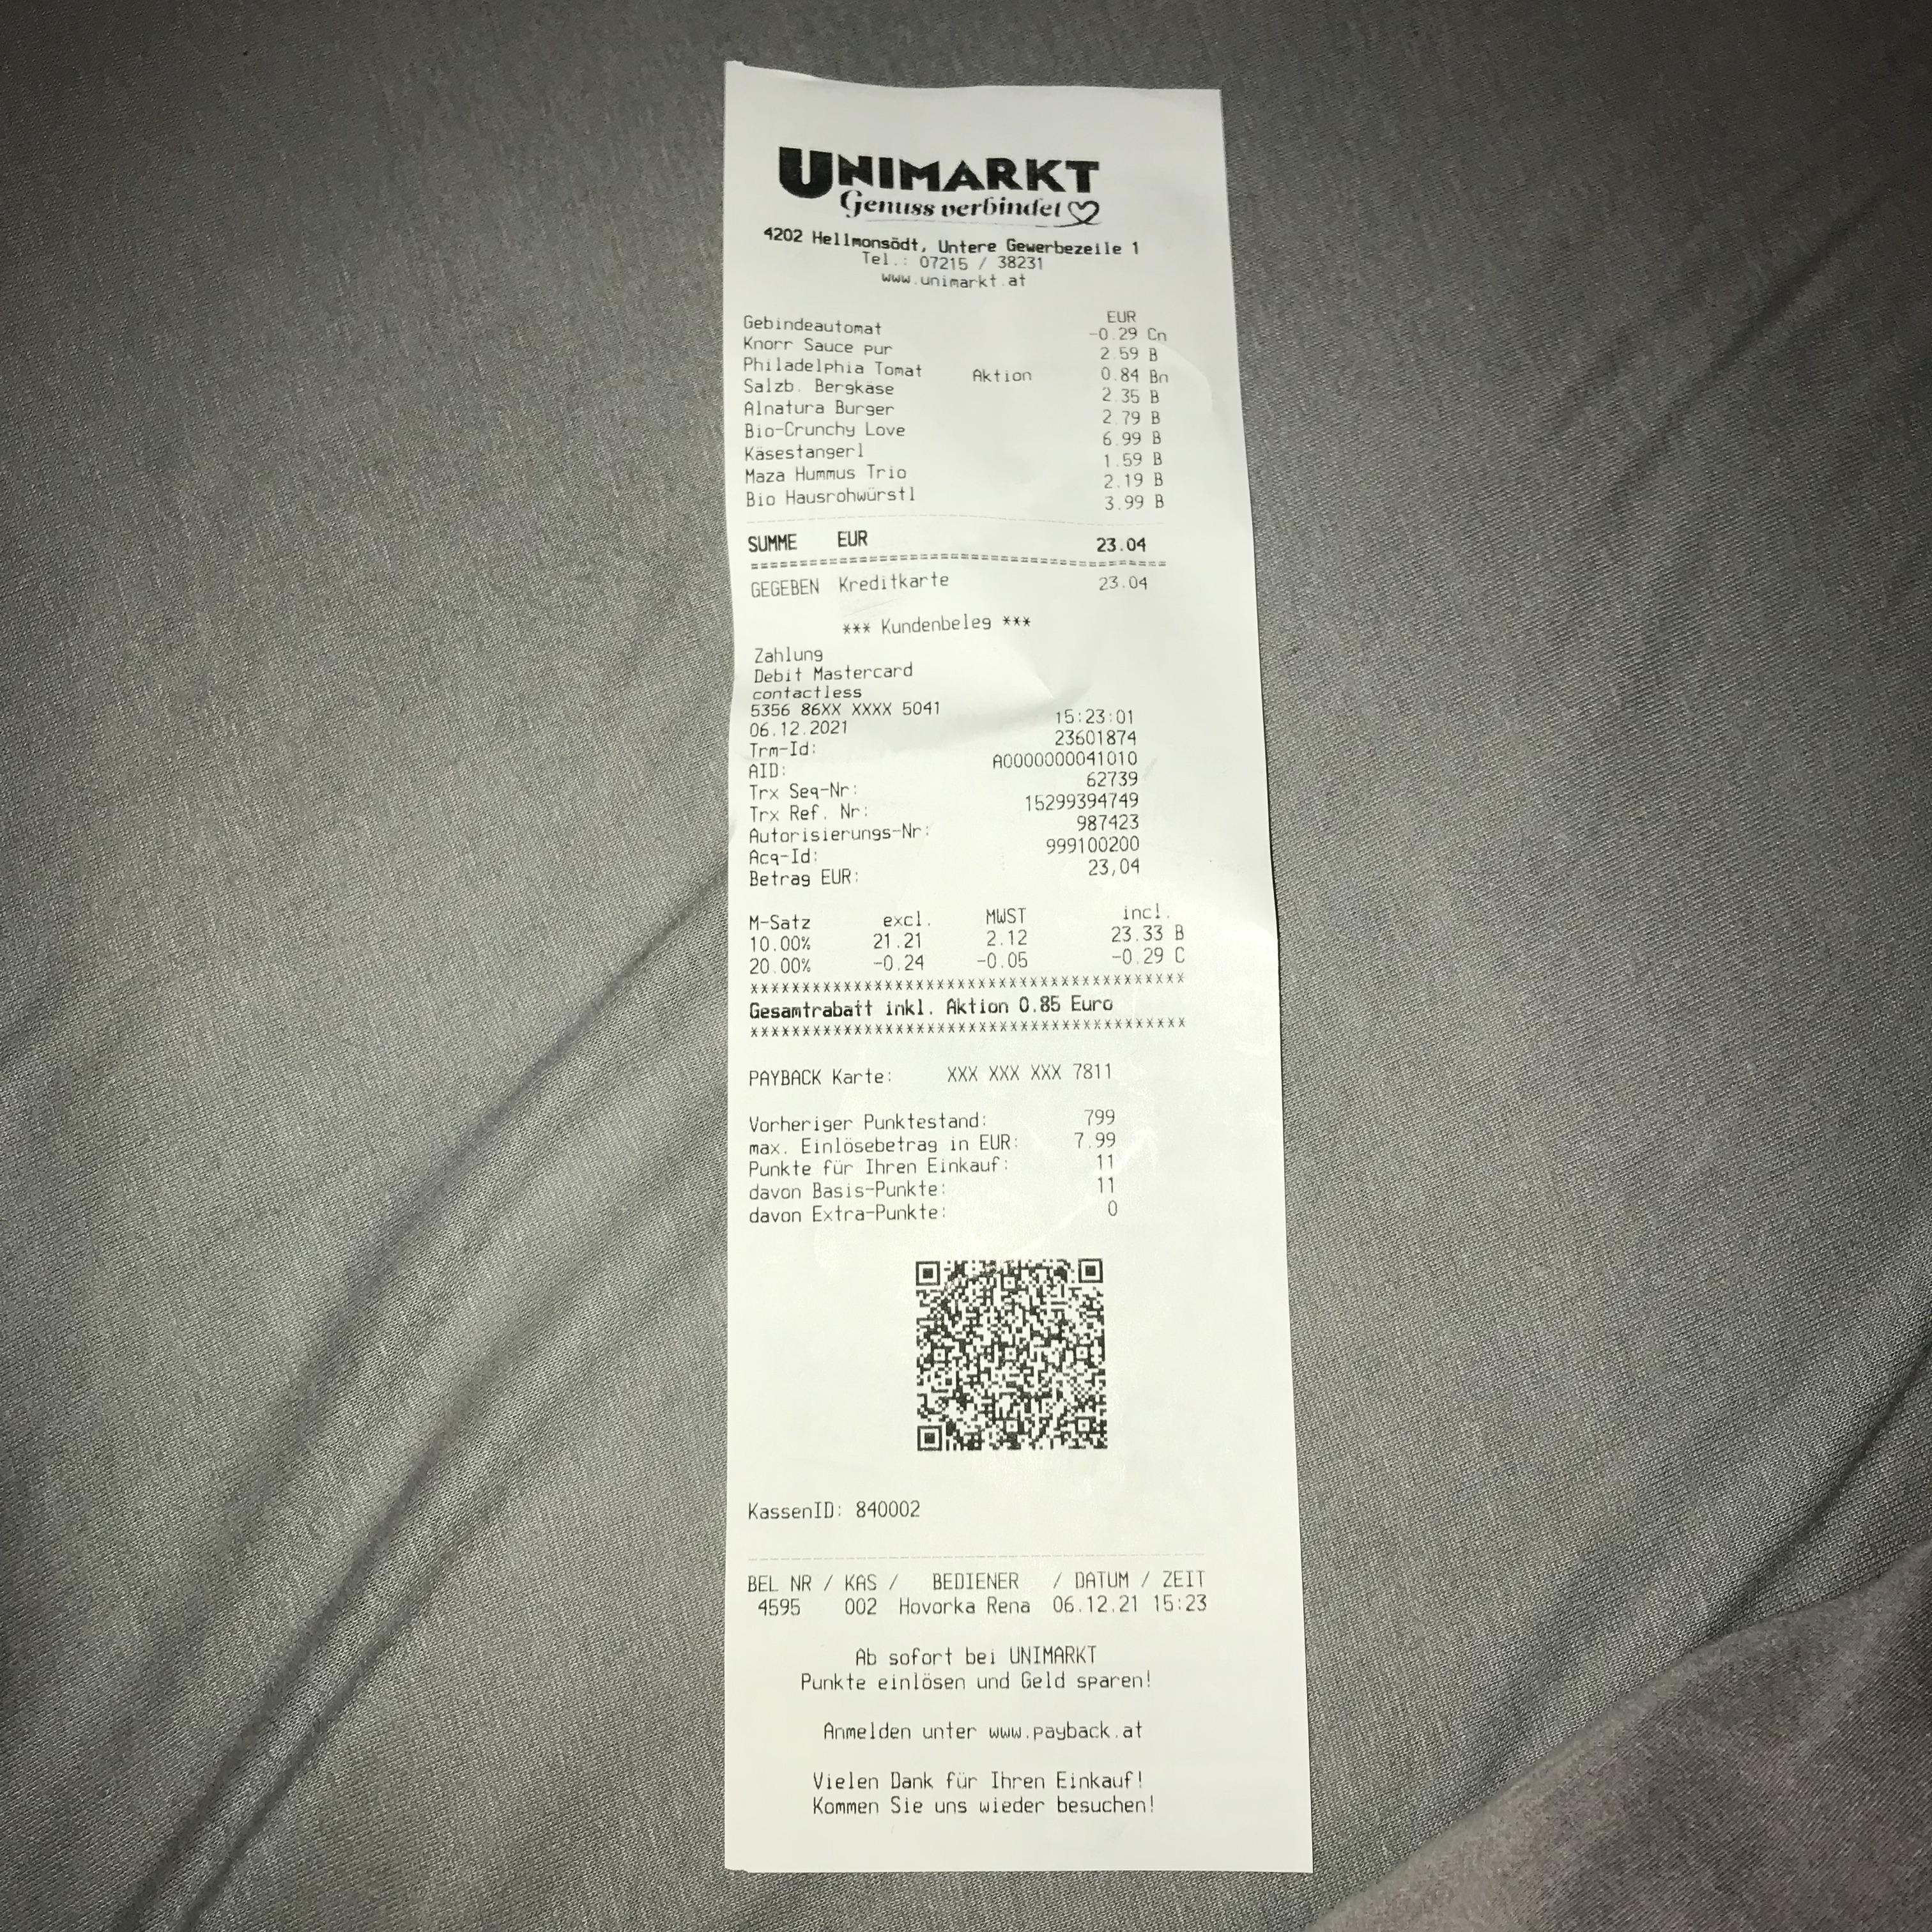 UNIMARKT
Genuss verbindet
4202 Hellmonsödt, Untere Gewerbezeile 1
Tel.: 07215 / 38231
www.unimarkt.at
EUR
Gebindeautomat -0.29 Cn
Knorr Sauce pur 2.59 B
Philadelphia Tomat Aktion 0.84 Bn
Salzb. Bergkäse 2.35 B
Alnatura Burger 2.79 B
Bio-Crunchy Love 6.99 B
Käsestangerl 1.59 B
Maza Hummus Trio 2.19 B
Bio Hausrohwürstl 3.99 B
SUMME EUR 23.04
========================================
GEGEBEN Kreditkarte 23.04
*** Kundenbeleg ***
Zahlung
Debit Mastercard
contactless
5356 86XX XXXX 5041
06.12.2021 15:23:01
Trm-Id: 23601874
AID: A0000000041010
Trx Seq-Nr: 62739
Trx Ref. Nr: 15299394749
Autorisierungs-Nr: 987423
Acq-Id: 999100200
Betrag EUR: 23,04
M-Satz excl. MWST incl.
10.00% 21.21 2.12 23.33 B
20.00% -0.24 -0.05 -0.29 C
******************************************
Gesamtrabatt inkl. Aktion 0.85 Euro
******************************************
PAYBACK Karte: XXX XXX XXX 7811
Vorheriger Punktestand: 799
max. Einlösebetrag in EUR: 7.99
Punkte für Ihren Einkauf: 11
davon Basis-Punkte: 11
davon Extra-Punkte: 0
KassenID: 840002
BEL NR / KAS / BEDIENER / DATUM / ZEIT
4595 002 Hovorka Rena 06.12.21 15:23
Ab sofort bei UNIMARKT
Punkte einlösen und Geld sparen!
Anmelden unter www.payback.at
Vielen Dank für Ihren Einkauf!
Kommen Sie uns wieder besuchen!